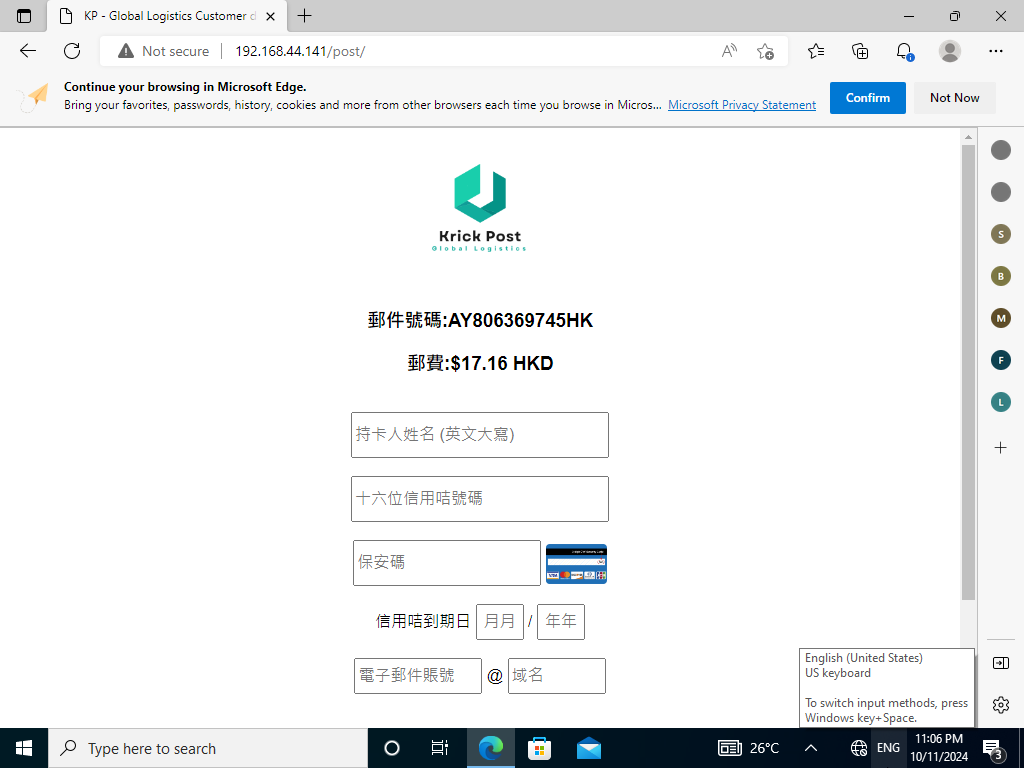 KP - Global Logistics Customer d
Not secure
192.168.44.141/post/
Continue your browsing in Microsoft Edge.
Bring your favorites, passwords, history, cookies and more from other browsers each time you browse in Micros... Microsoft Privacy Statement
Confirm
Not Now
Krick Post
Global Logistics
郵件號碼:AY806369745HK
郵費:$17.16 HKD
持卡人姓名 (英文大寫)
十六位信用咭號碼
保安碼
信用咭到期日 月月 / 年年
電子郵件賬號 @ 域名
S
B
M
F
L
English (United States)
US keyboard
To switch input methods, press
Windows key+Space.
Type here to search
26°C
ENG
11:06 PM
10/11/2024
3